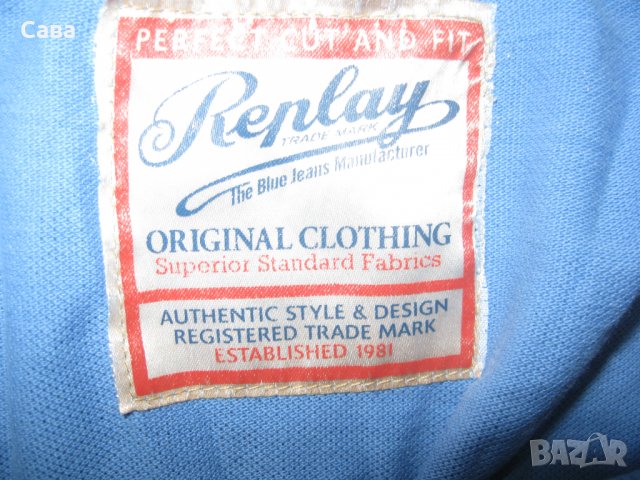 Сава
PERFECT CUT AND FIT
Replay
TRADE MARK
The Blue Jeans Manufacturer
ORIGINAL CLOTHING
Superior Standard Fabrics
AUTHENTIC STYLE & DESIGN
REGISTERED TRADE MARK
ESTABLISHED 1981
BAZAR